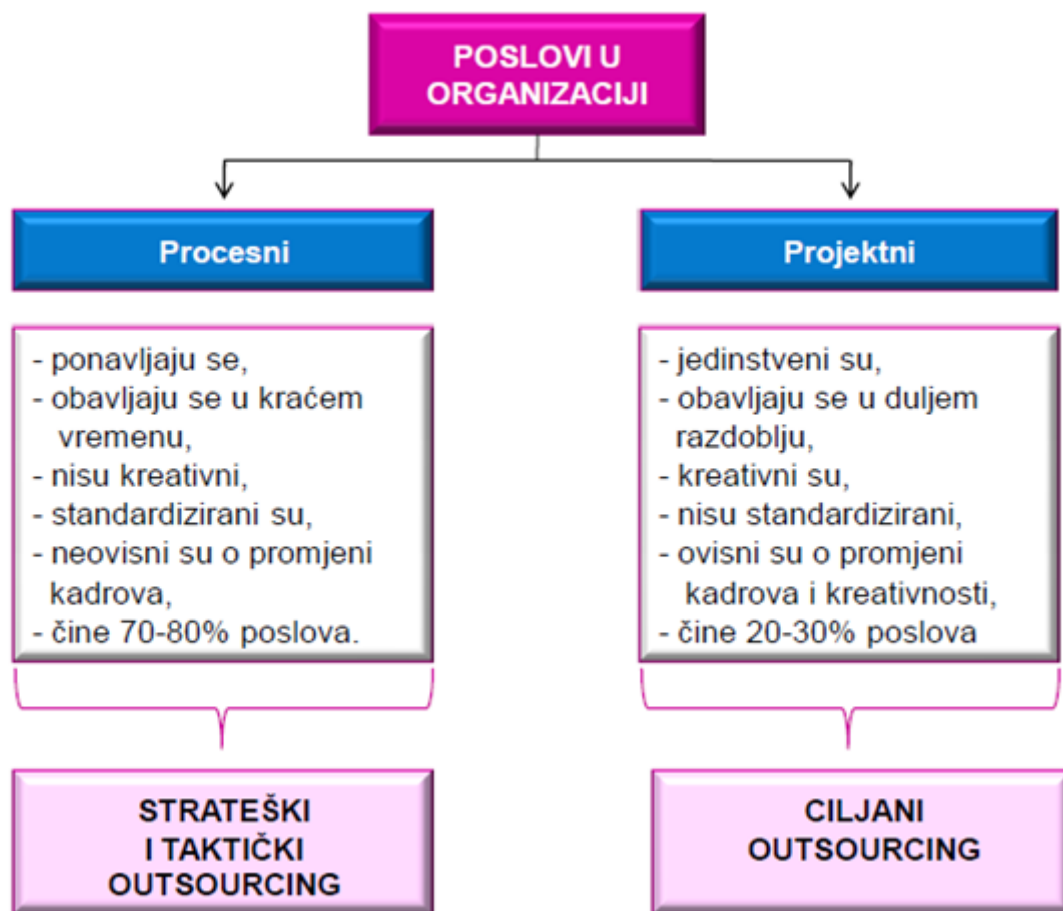 POSLOVI U
ORGANIZACIJI
Procesni
- ponavljaju se,
- obavljaju se u kraćem
vremenu,
- nisu kreativni,
- standardizirani su,
- neovisni su o promjeni
kadrova,
- čine 70-80% poslova.
STRATEŠKI
I TAKTIČKI
OUTSOURCING
Projektni
- jedinstveni su,
- obavljaju se u duljem
razdoblju,
- kreativni su,
- nisu standardizirani,
- ovisni su o promjeni
kadrova i kreativnosti,
- čine 20-30% poslova
CILJANI
OUTSOURCING